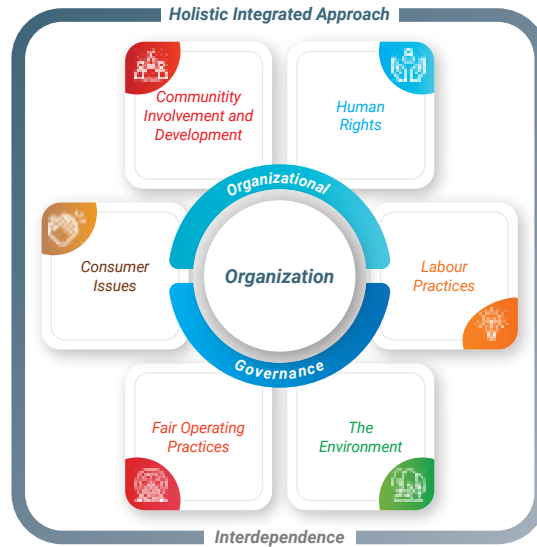 Holistic Integrated Approach
Communitity
Involvement and
Development
Human
Rights
Organizational
Consumer
Issues
Organization
Labour
Practices
Governance
Fair Operating
Practices
The
Environment
Interdependence